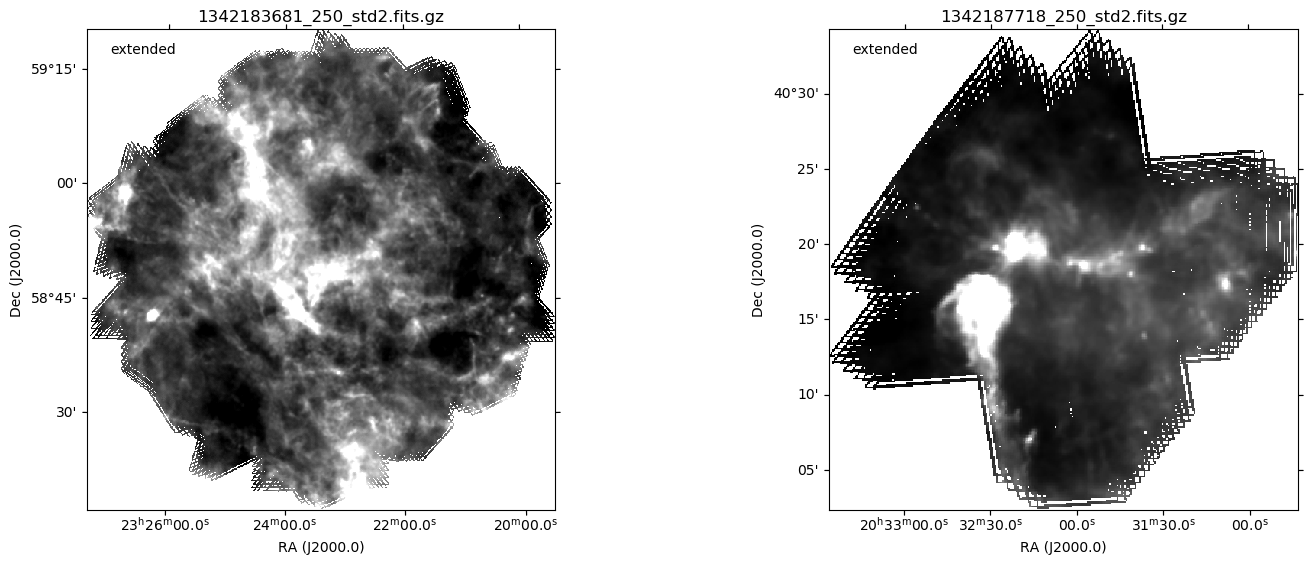 1342183681_250_std2.fits.gz
extended
59°15'
00'
58°45'
30'
Dec (J2000.0)
23ʰ26ᵐ00.0ˢ 24ᵐ00.0ˢ 22ᵐ00.0ˢ 20ᵐ00.0ˢ
RA (J2000.0)
1342187718_250_std2.fits.gz
extended
40°30'
25'
20'
15'
10'
05'
Dec (J2000.0)
20ʰ33ᵐ00.0ˢ 32ᵐ30.0ˢ 00.0ˢ 31ᵐ30.0ˢ 00.0ˢ
RA (J2000.0)